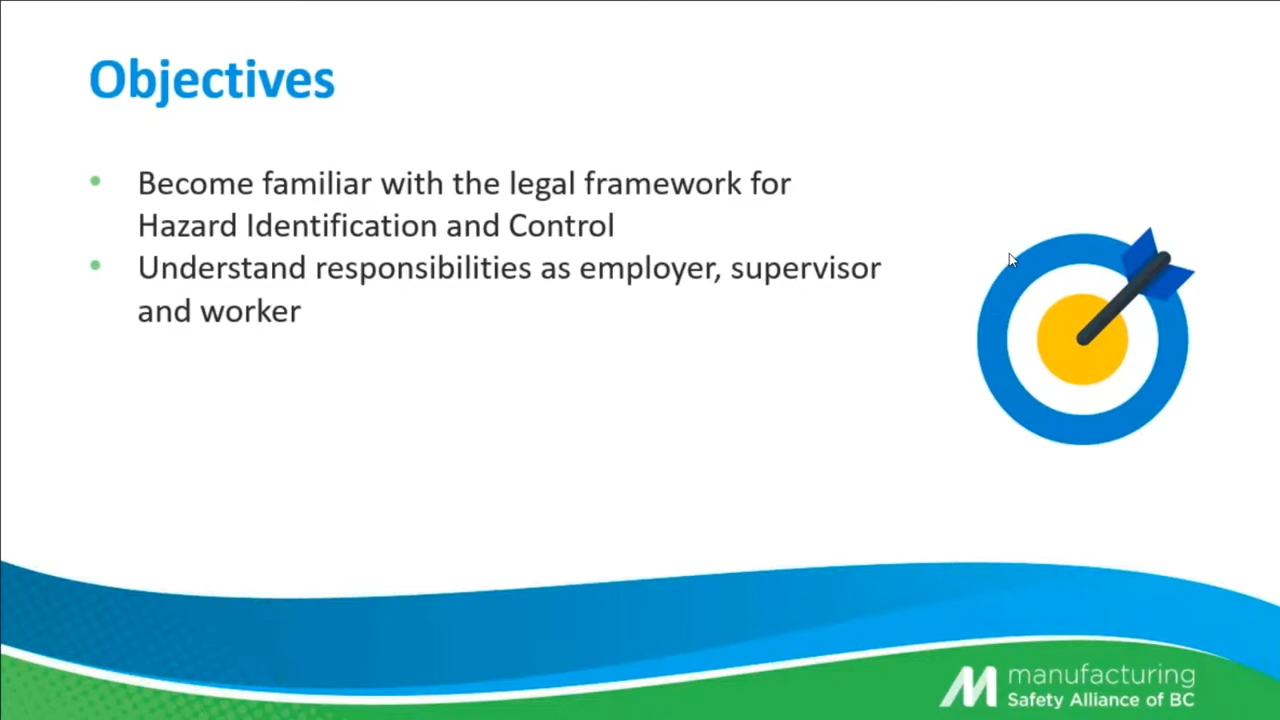 Objectives
• Become familiar with the legal framework for
Hazard Identification and Control
• Understand responsibilities as employer, supervisor
and worker
manufacturing
Safety Alliance of BC